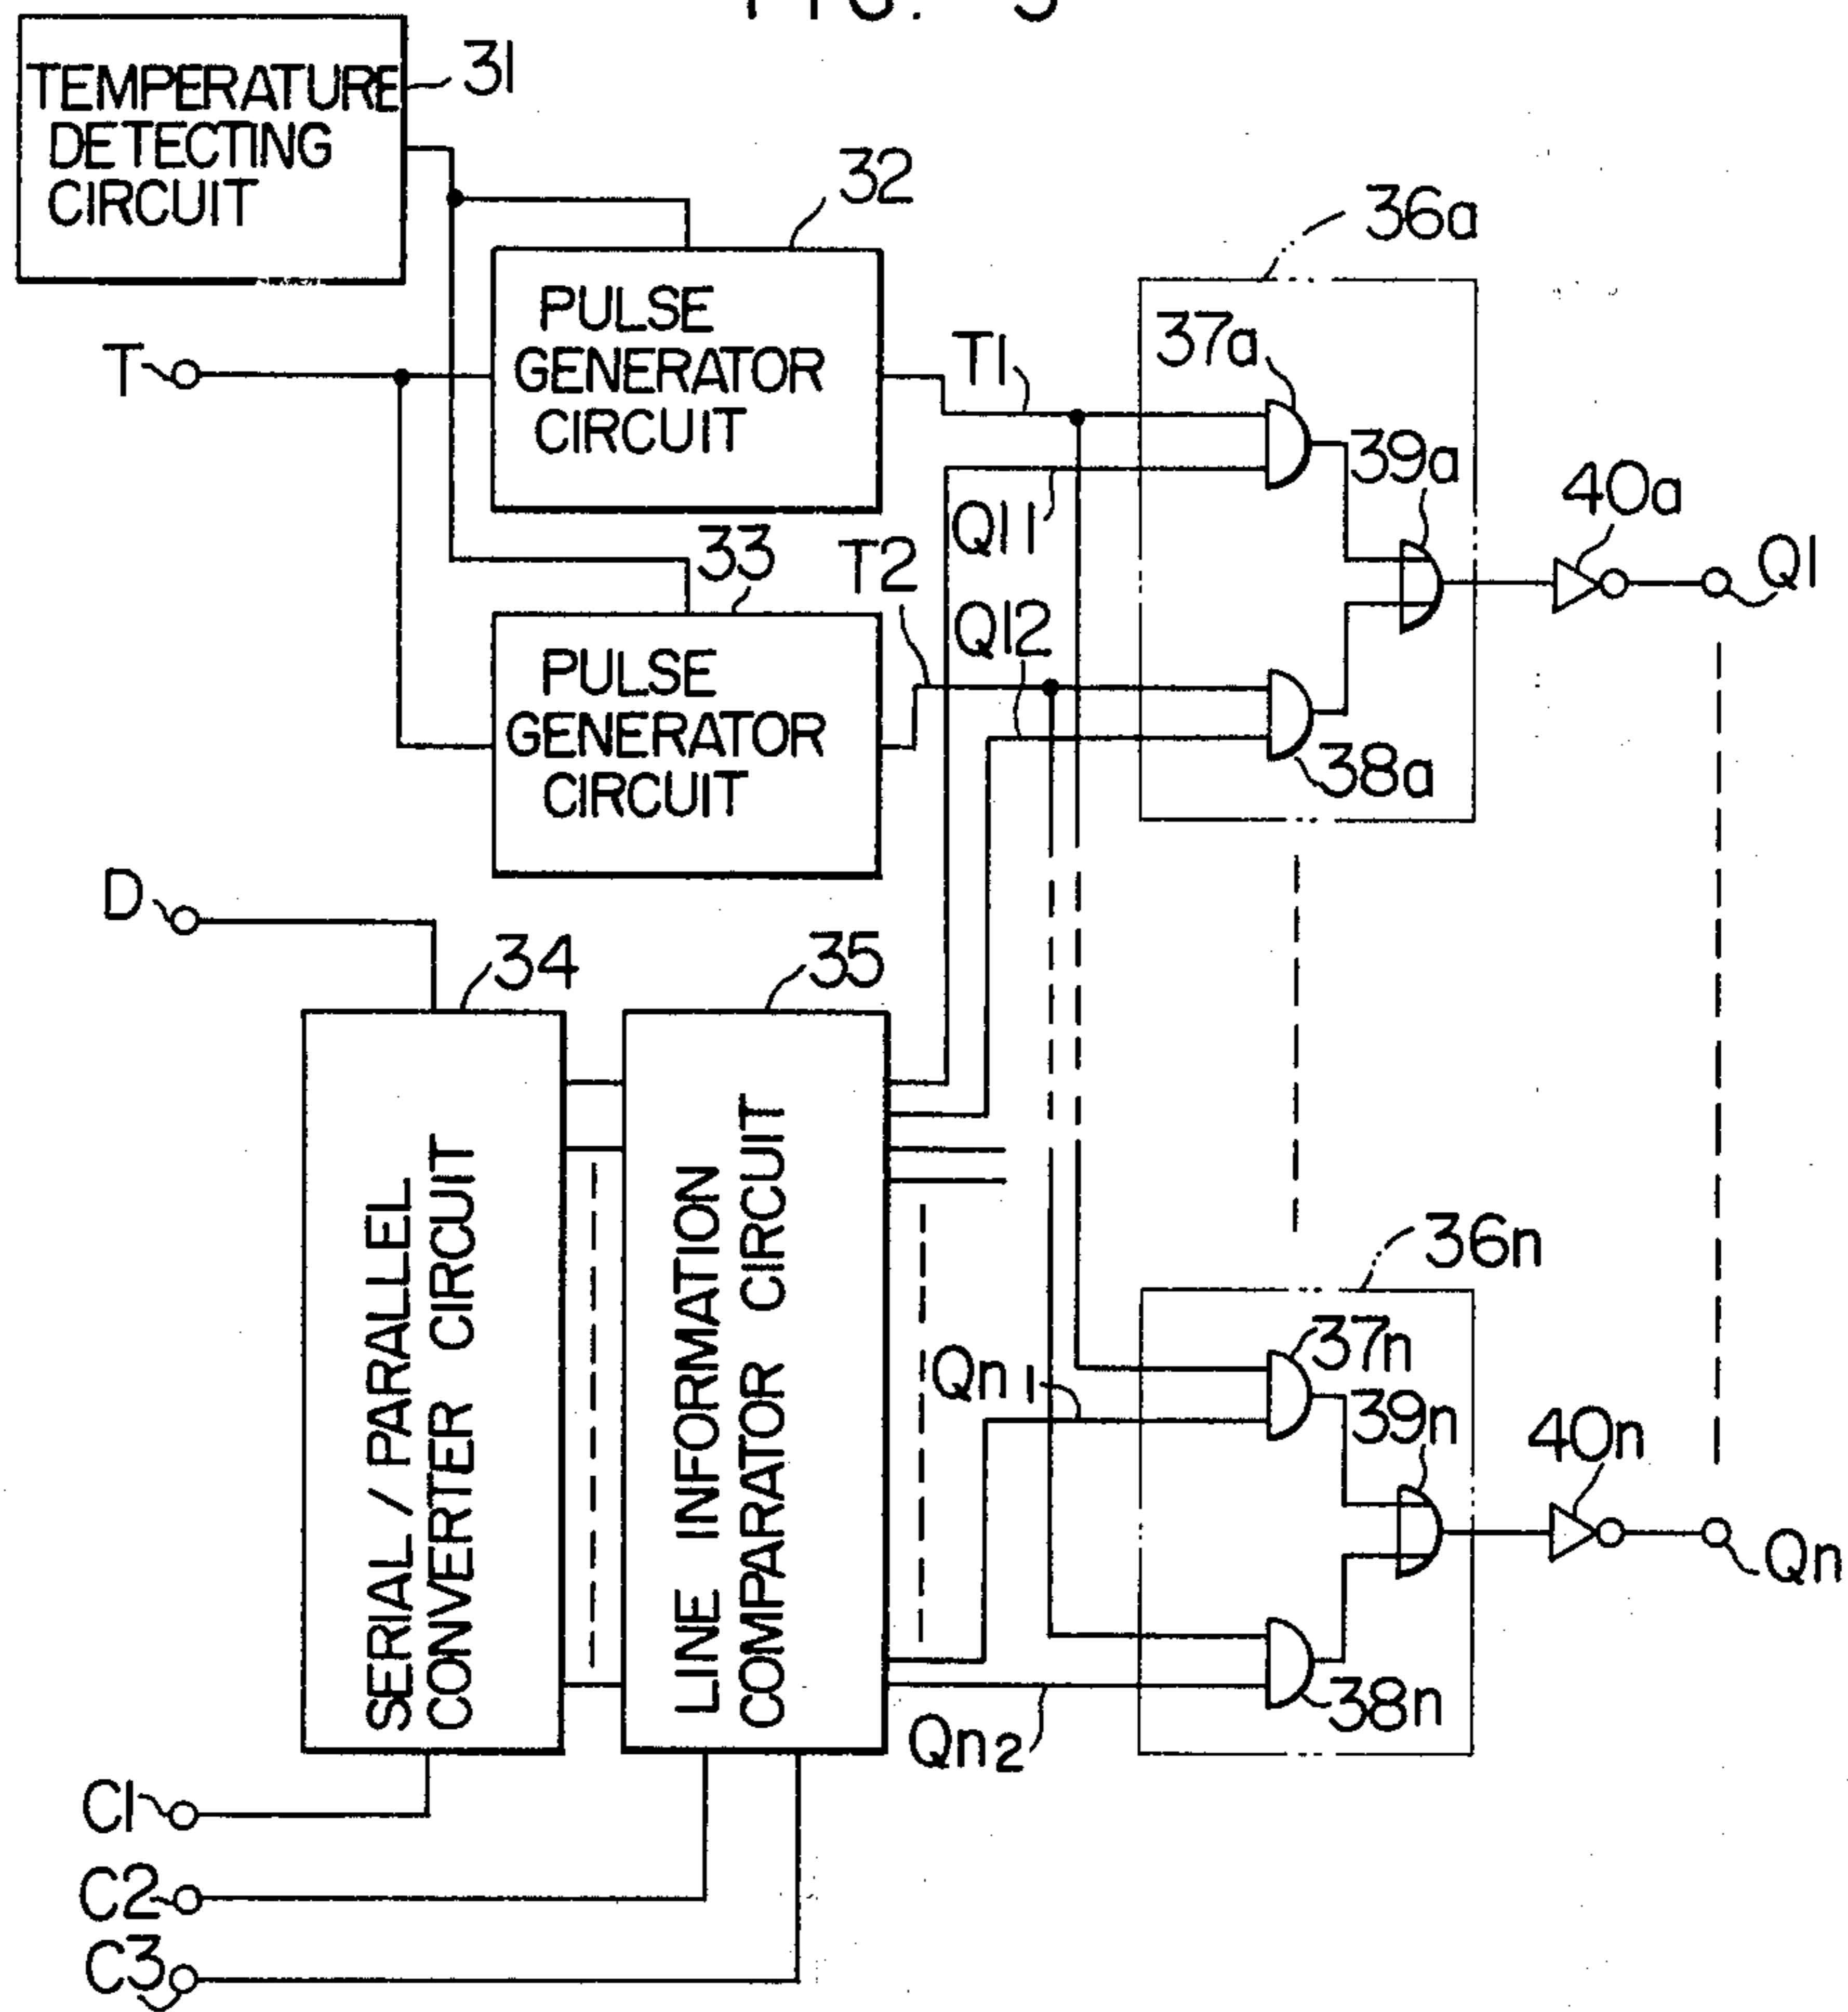 TEMPERATURE
DETECTING
CIRCUIT
31
32
PULSE
GENERATOR
CIRCUIT
T
T1
Q11
36a
37a
39a
40a
Q1
33
T2
Q12
PULSE
GENERATOR
CIRCUIT
38a
D
34
35
SERIAL / PARALLEL
CONVERTER CIRCUIT
LINE INFORMATION
COMPARATOR CIRCUIT
36n
37n
Qn1
39n
40n
Qn
38n
Qn2
C1
C2
C3